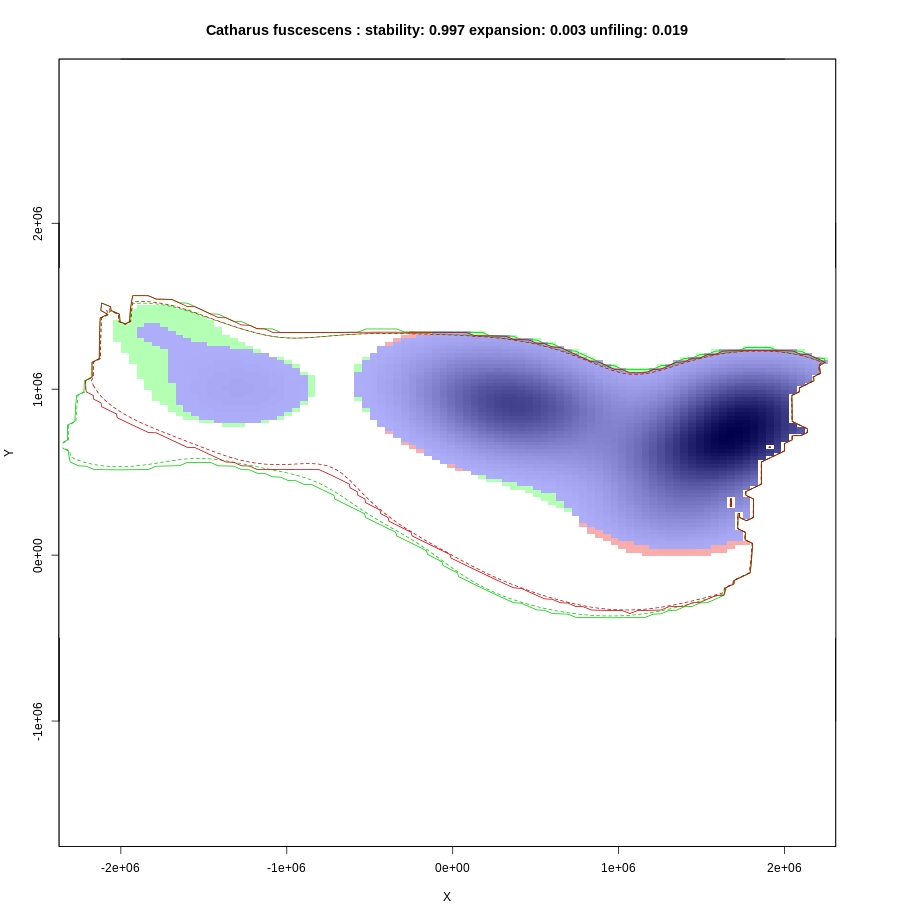 Catharus fuscescens : stability: 0.997 expansion: 0.003 unfiling: 0.019
2e+06
1e+06
0e+00
-1e+06
Y
-2e+06 -1e+06 0e+00 1e+06 2e+06
X